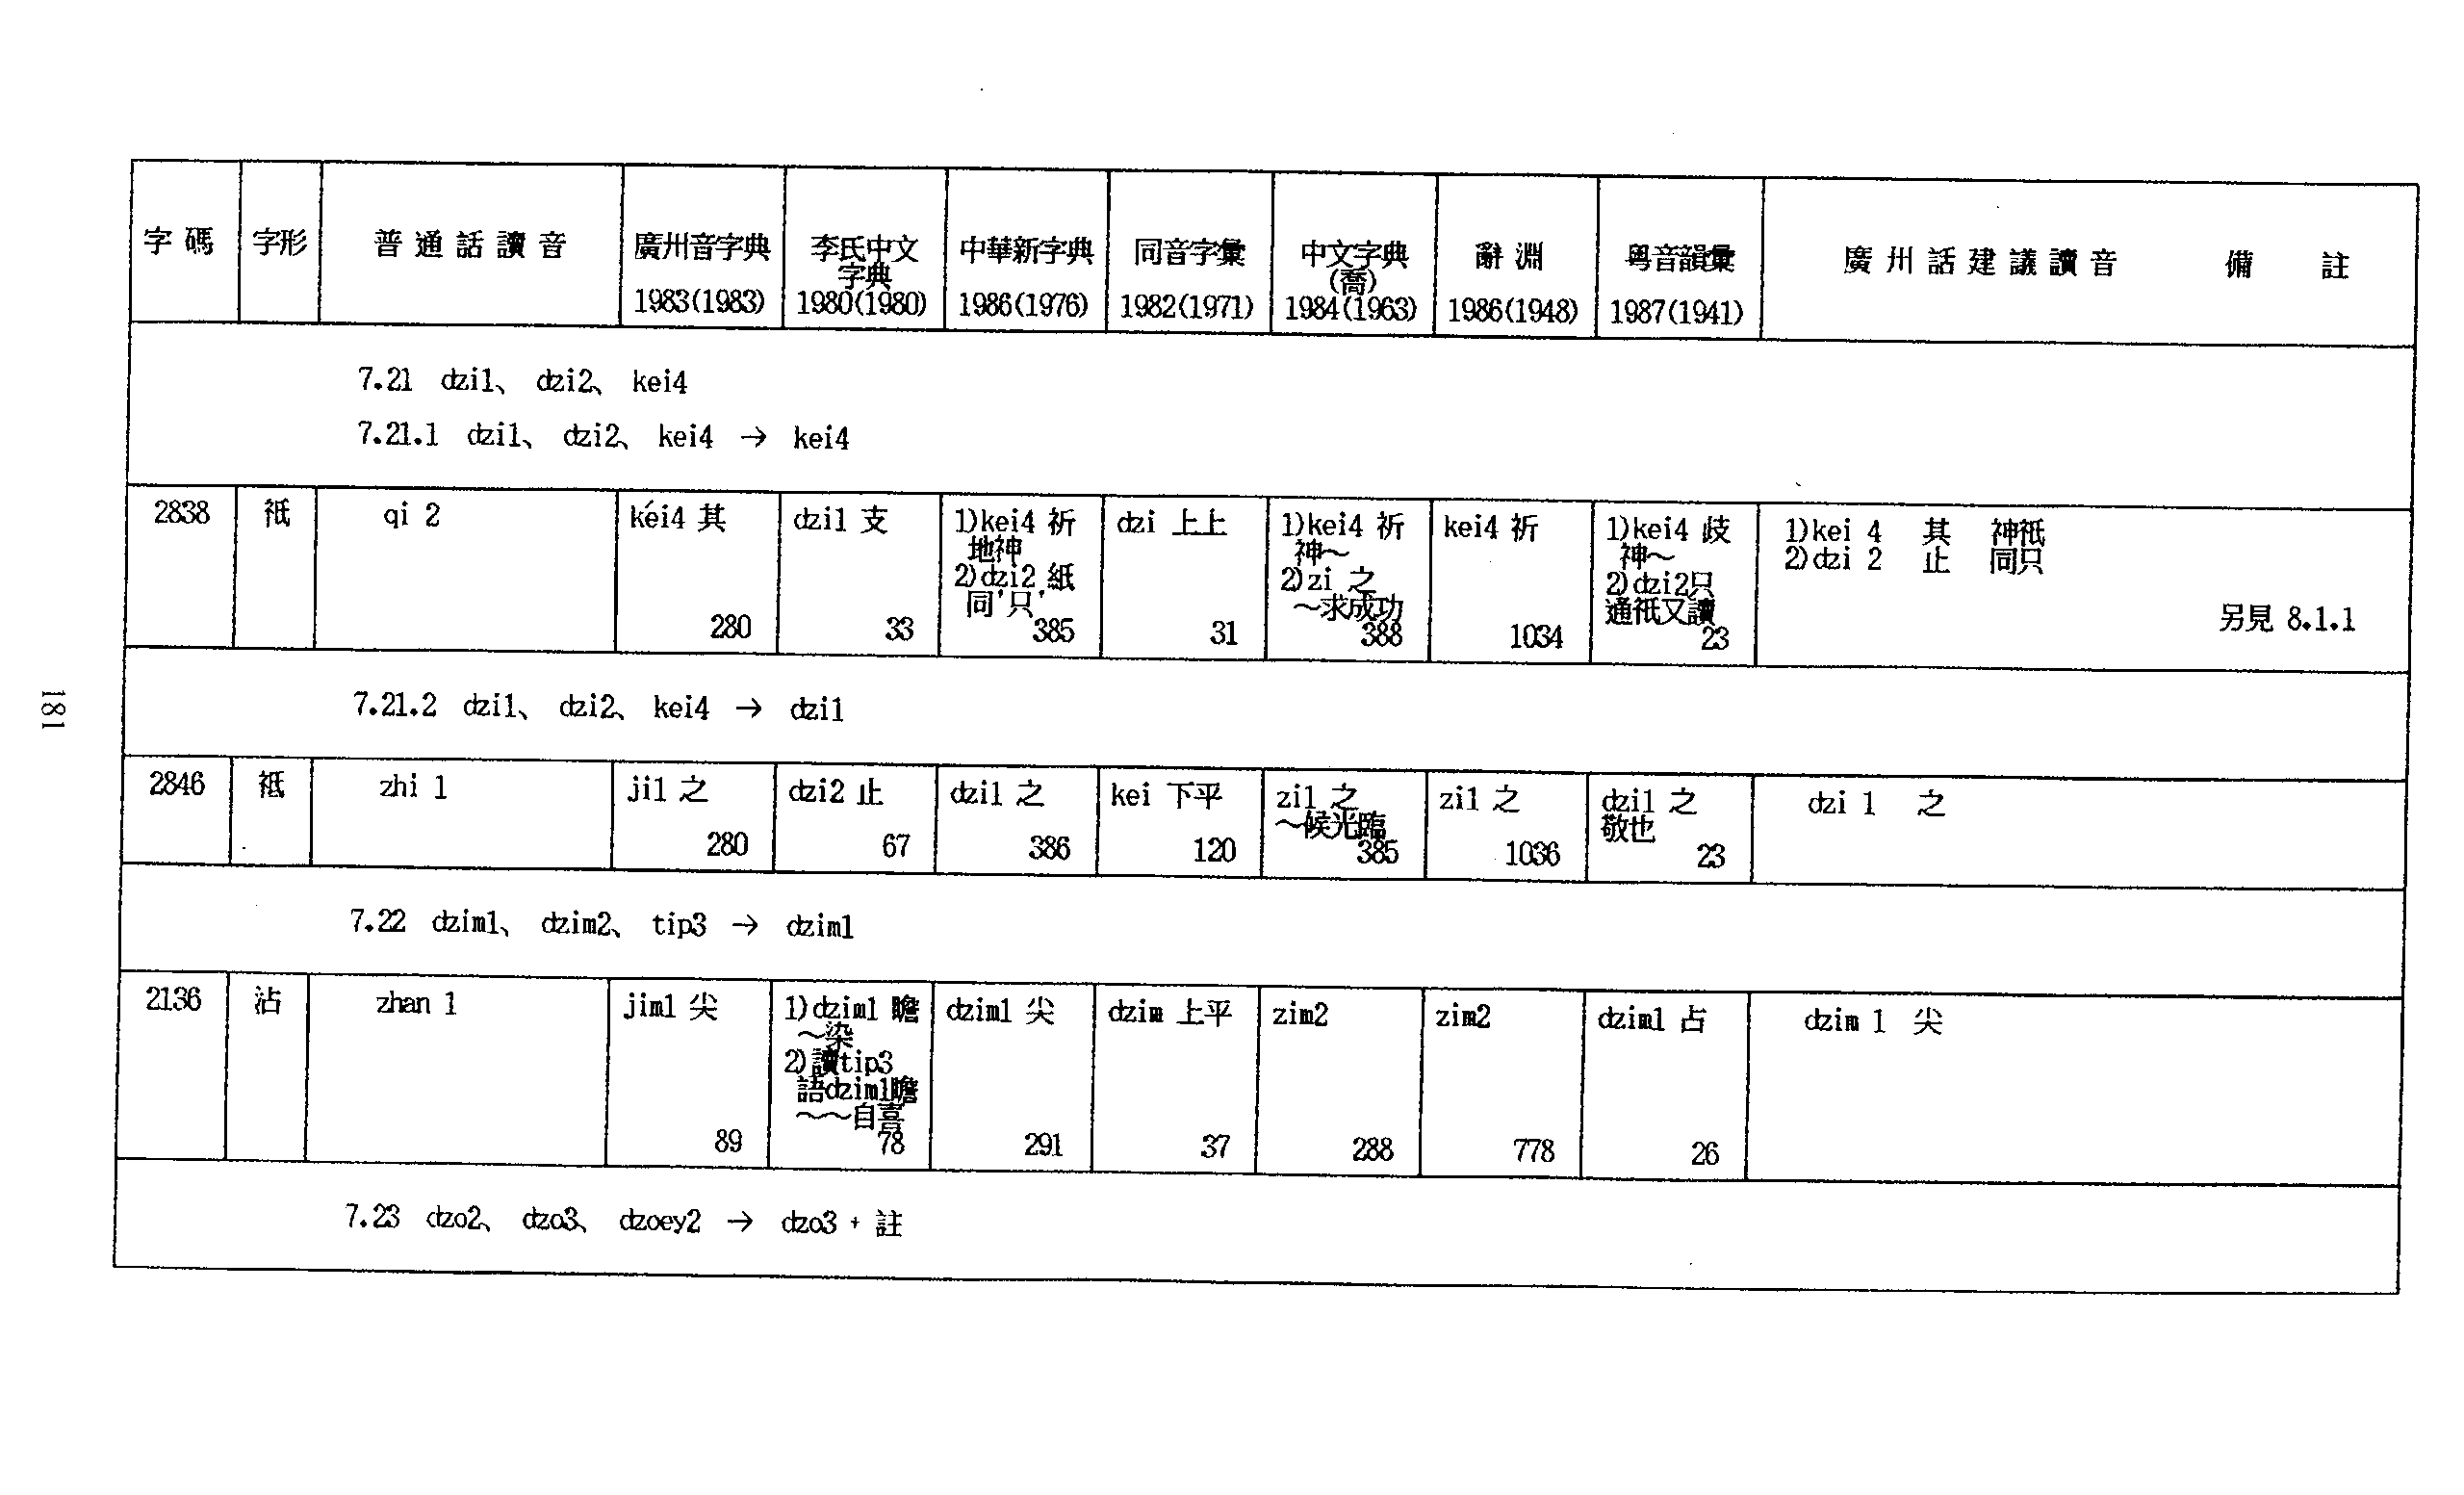 字碼 字形 普通話讀音 廣州音字典 1983(1983) 李氏中文字典 1980(1980) 中華新字典 1986(1976) 同音字彙 1982(1971) 中文字典(喬) 1984(1963) 辭淵 1986(1948) 粵音韻彙 1987(1941) 廣州話建議讀音 備註
7.21 dzi1、 dzi2、 kei4
7.21.1 dzi1、 dzi2、 kei4 → kei4
2838 祇 qi 2
kéi4 其
280
dzi1 支
33
1)kei4 祈
地神
2)dzi2 紙
同'只'
385
dzi 上上
31
1)kei4 祈
神～
2)zi 之
～求成功
388
kei4 祈
1034
1)kei4 歧
神～
2)dzi2只
通祇又讀
23
1)kei 4 其 神祇
2)dzi 2 止 同只
另見 8.1.1
7.21.2 dzi1、 dzi2、 kei4 → dzi1
2846 祗 zhi 1
ji1 之
280
dzi2 止
67
dzi1 之
386
kei 下平
120
zi1 之
～候光臨
385
zi1 之
1036
dzi1 之
敬也
23
dzi 1 之
7.22 dzim1、 dzim2、 tip3 → dzim1
2136 沾 zhan 1
jim1 尖
89
1)dzim1 瞻
～染
2)讀tip3
語dzim1瞻
～～自喜
78
dzim1 尖
291
dzim 上平
37
zim2
288
zim2
778
dzim1 占
26
dzim 1 尖
7.23 dzo2、 dzo3、 dzoey2 → dzo3 + 註
181